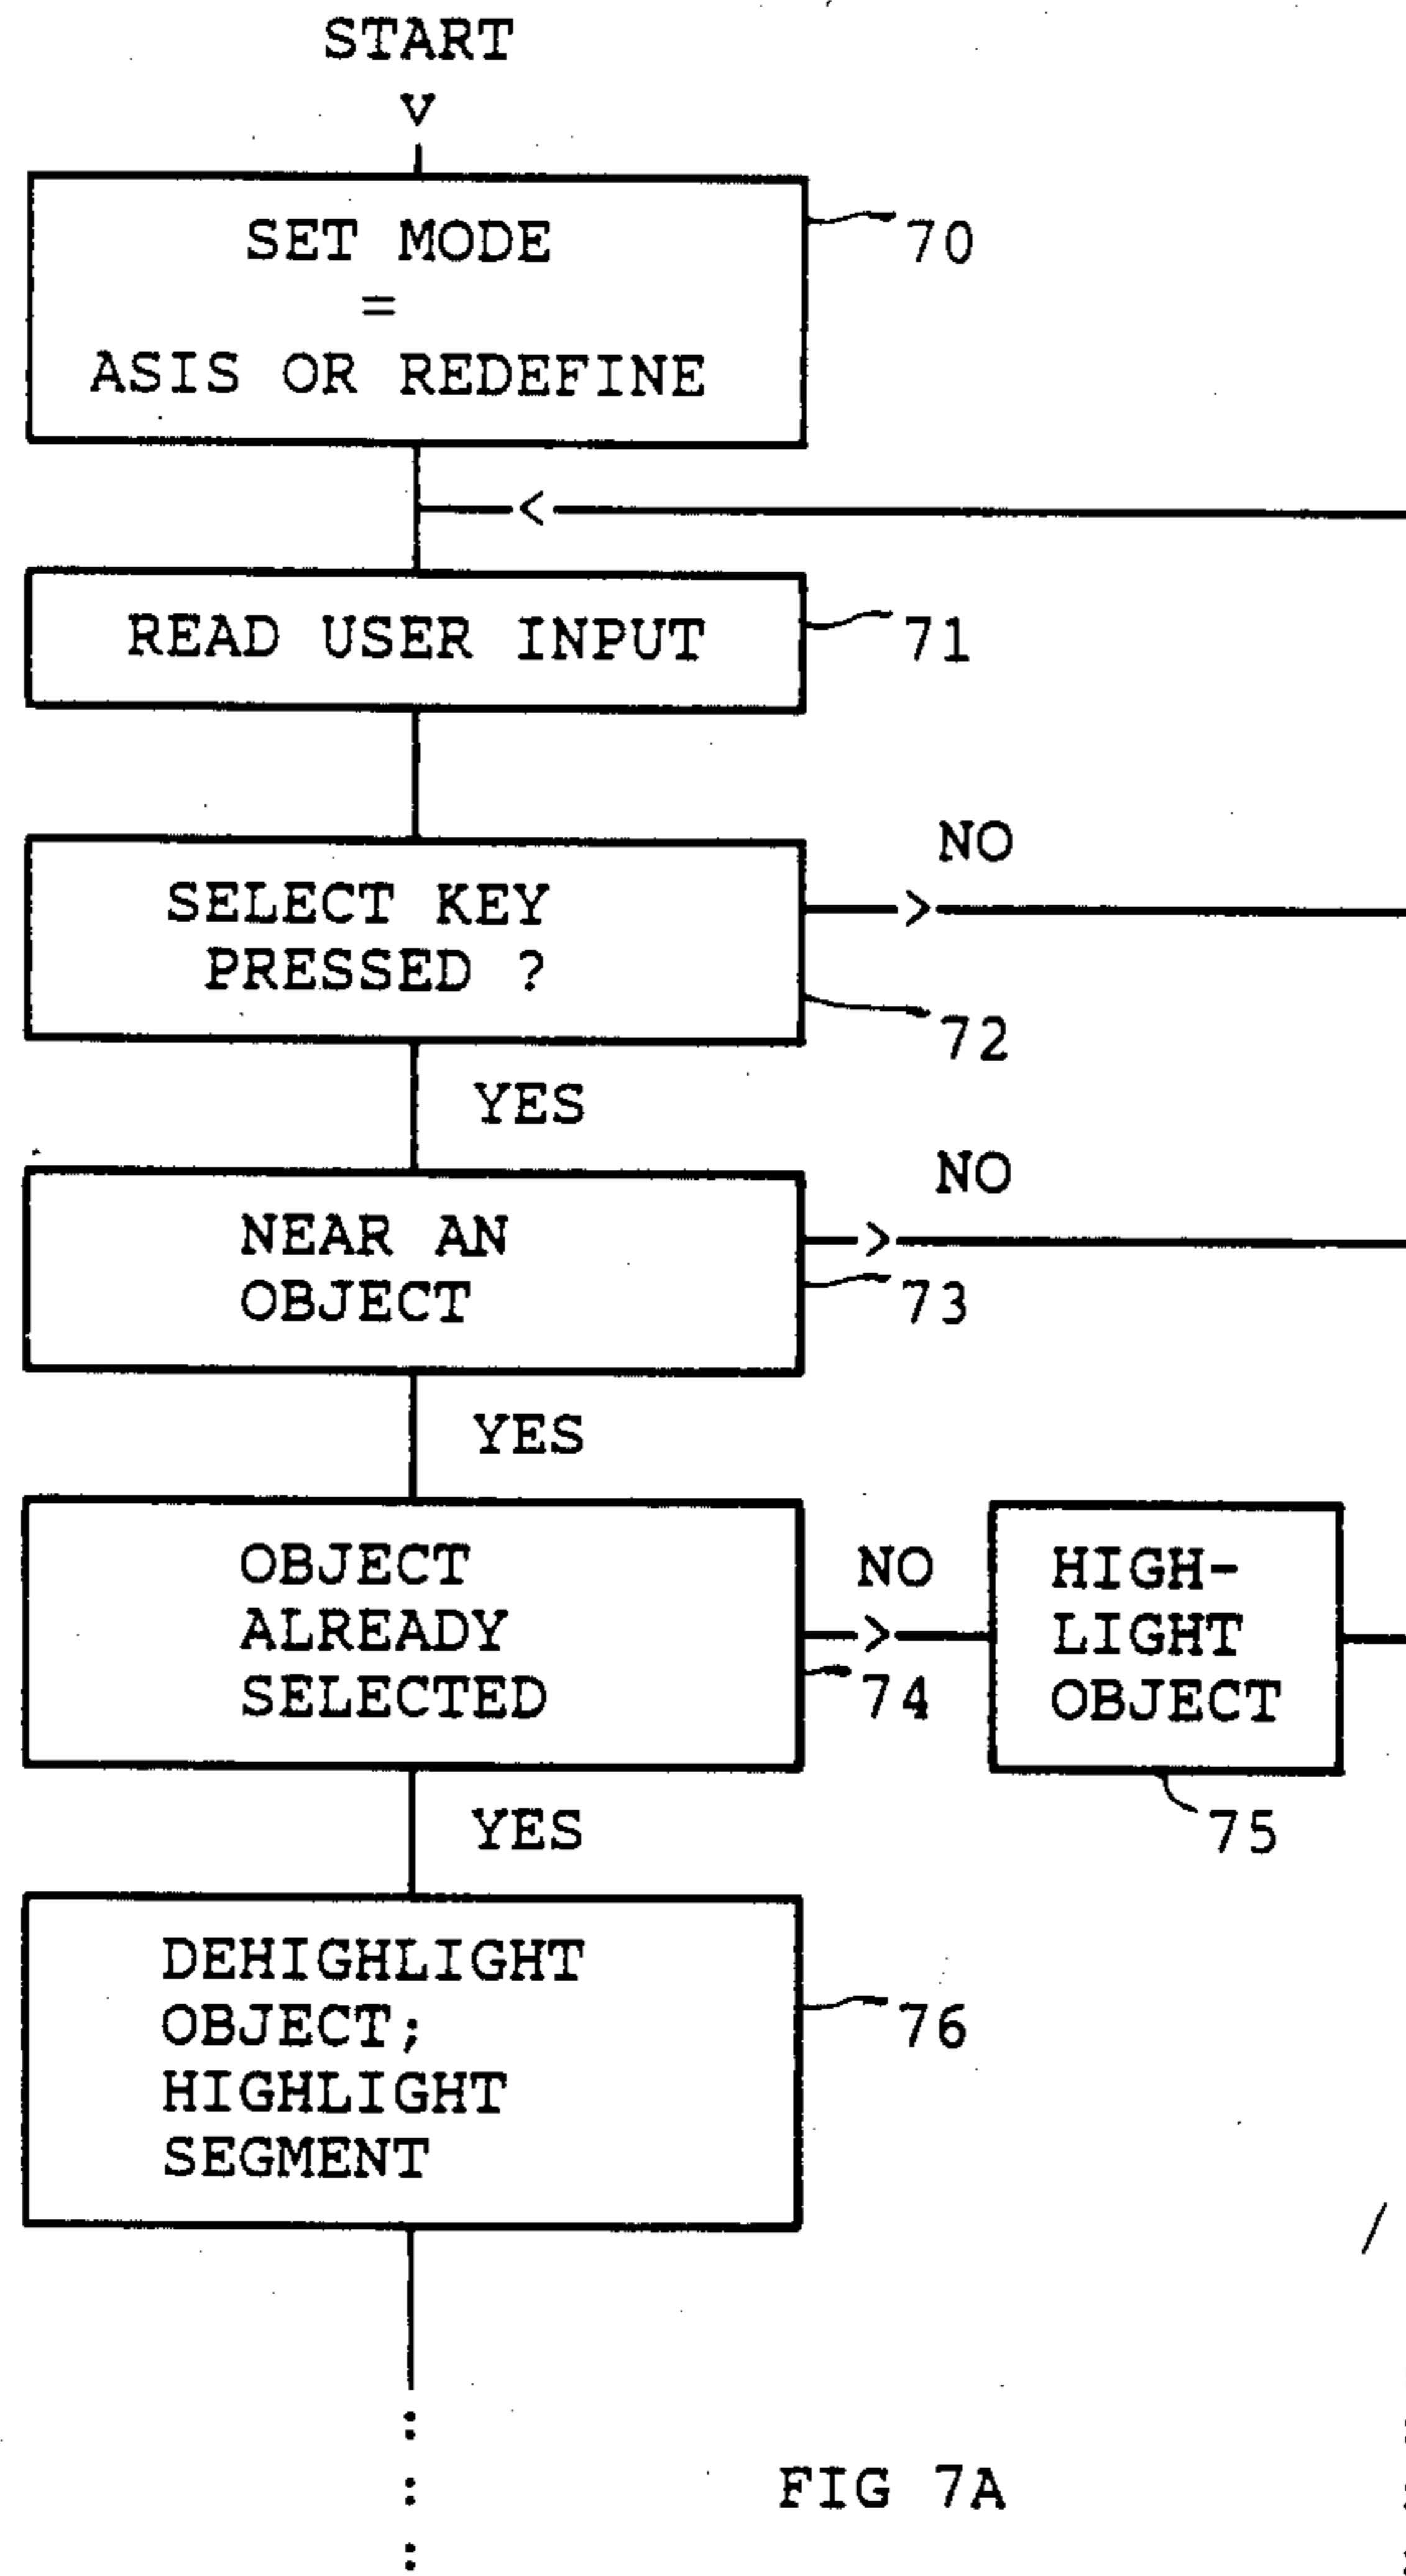 START
v
SET MODE
=
ASIS OR REDEFINE
70
<
READ USER INPUT
71
NO
SELECT KEY
PRESSED ?
>
72
YES
NO
NEAR AN
OBJECT
>
73
YES
OBJECT
ALREADY
SELECTED
NO
>
74
HIGH-
LIGHT
OBJECT
75
YES
DEHIGHLIGHT
OBJECT;
HIGHLIGHT
SEGMENT
76
:
:
:
FIG 7A